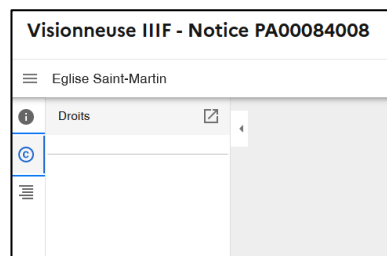 Visionneuse IIIF - Notice PA00084008
Eglise Saint-Martin
Droits